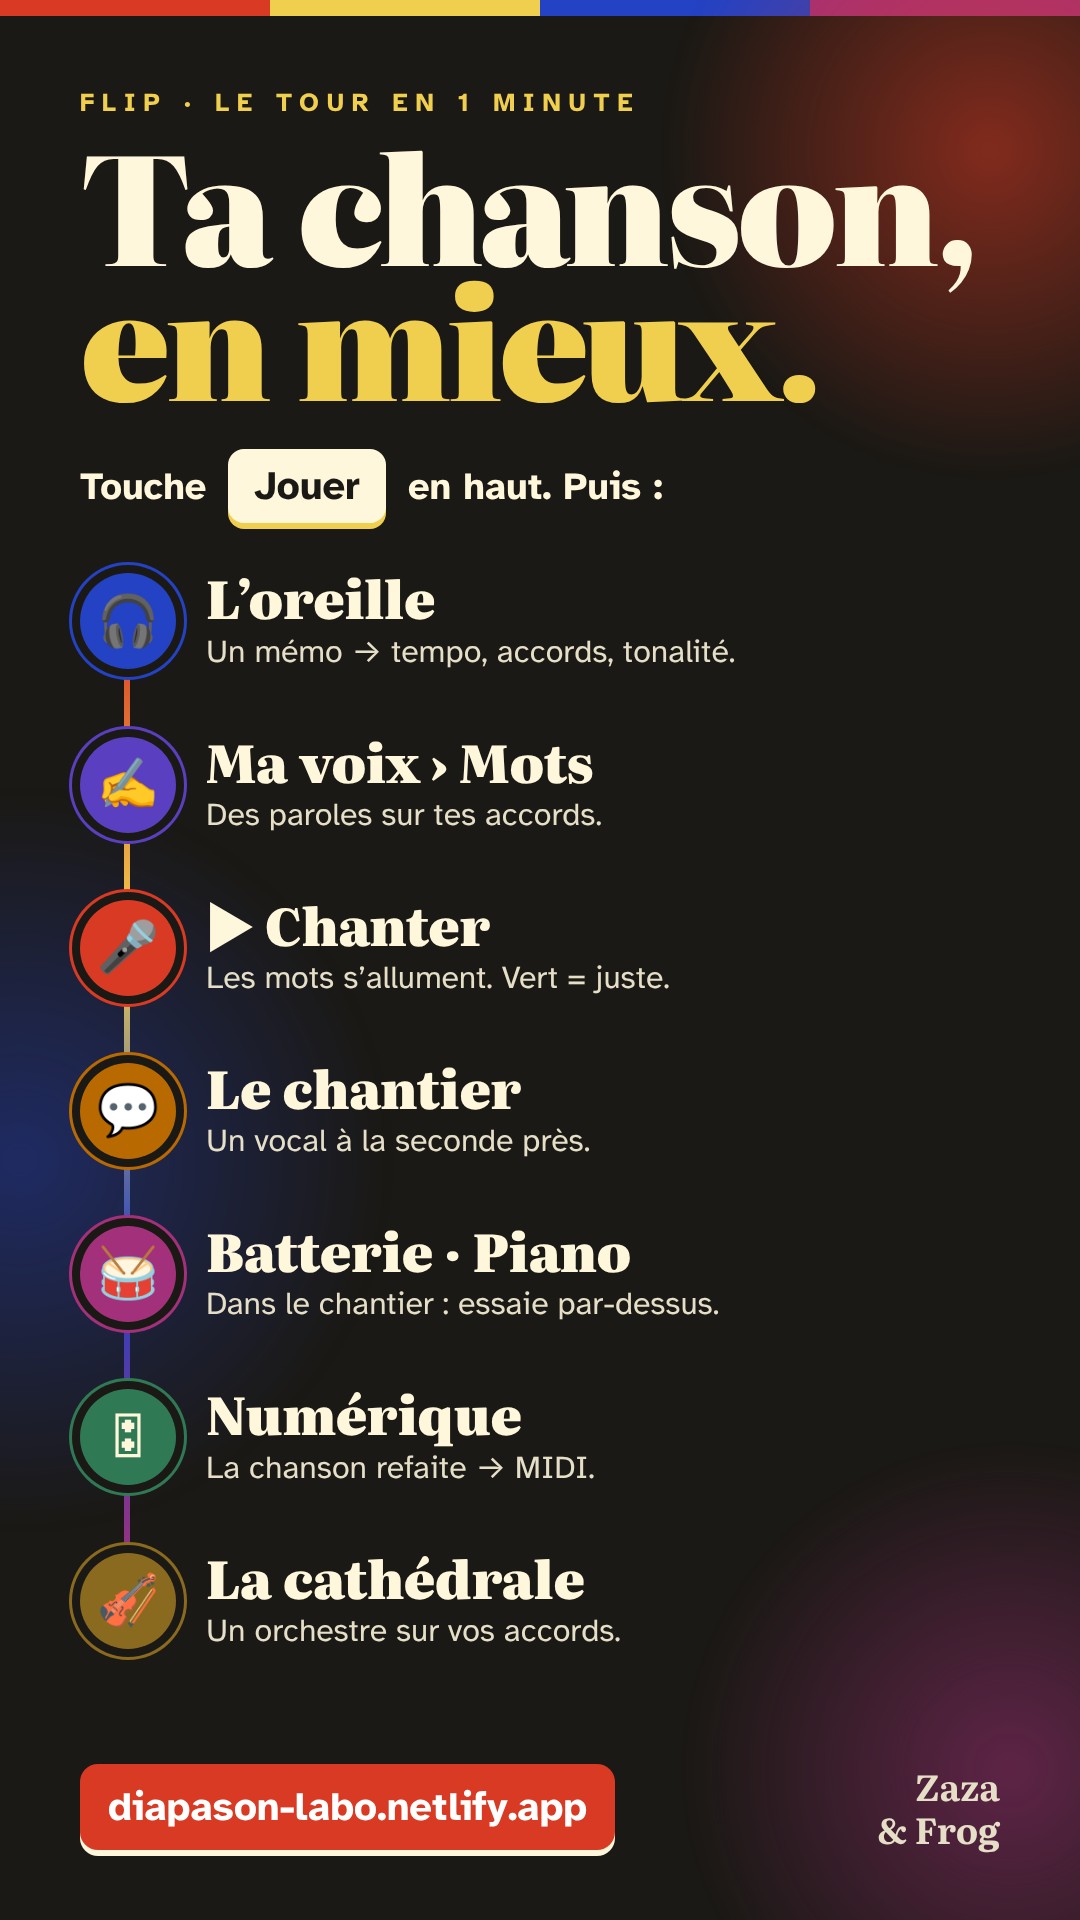 FLIP · LE TOUR EN 1 MINUTE
Ta chanson,
en mieux.
Touche Jouer en haut. Puis :
L’oreille
Un mémo → tempo, accords, tonalité.
Ma voix › Mots
Des paroles sur tes accords.
▶ Chanter
Les mots s’allument. Vert = juste.
Le chantier
Un vocal à la seconde près.
Batterie · Piano
Dans le chantier : essaie par-dessus.
Numérique
La chanson refaite → MIDI.
La cathédrale
Un orchestre sur vos accords.
diapason-labo.netlify.app
Zaza
& Frog